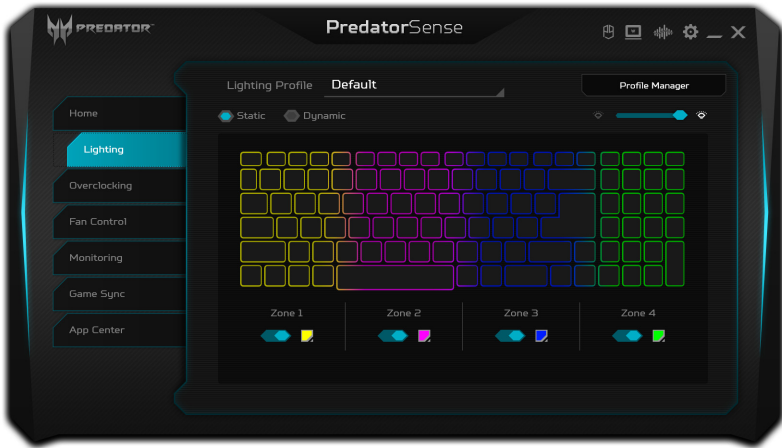 PREDATOR
PredatorSense
Lighting Profile Default
Profile Manager
Static Dynamic
Home
Lighting
Overclocking
Fan Control
Monitoring
Game Sync
App Center
Zone 1 Zone 2 Zone 3 Zone 4